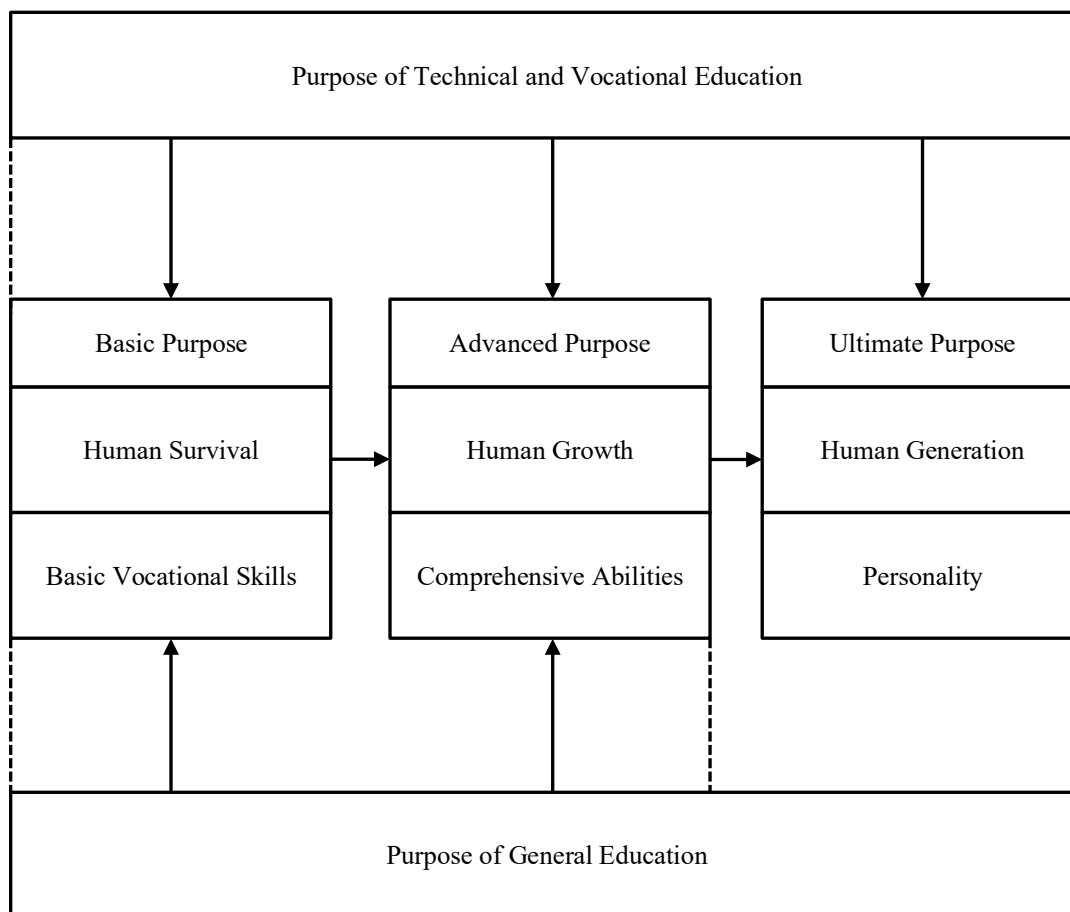 Purpose of Technical and Vocational Education
Basic Purpose
Human Survival
Basic Vocational Skills
Advanced Purpose
Human Growth
Comprehensive Abilities
Ultimate Purpose
Human Generation
Personality
Purpose of General Education